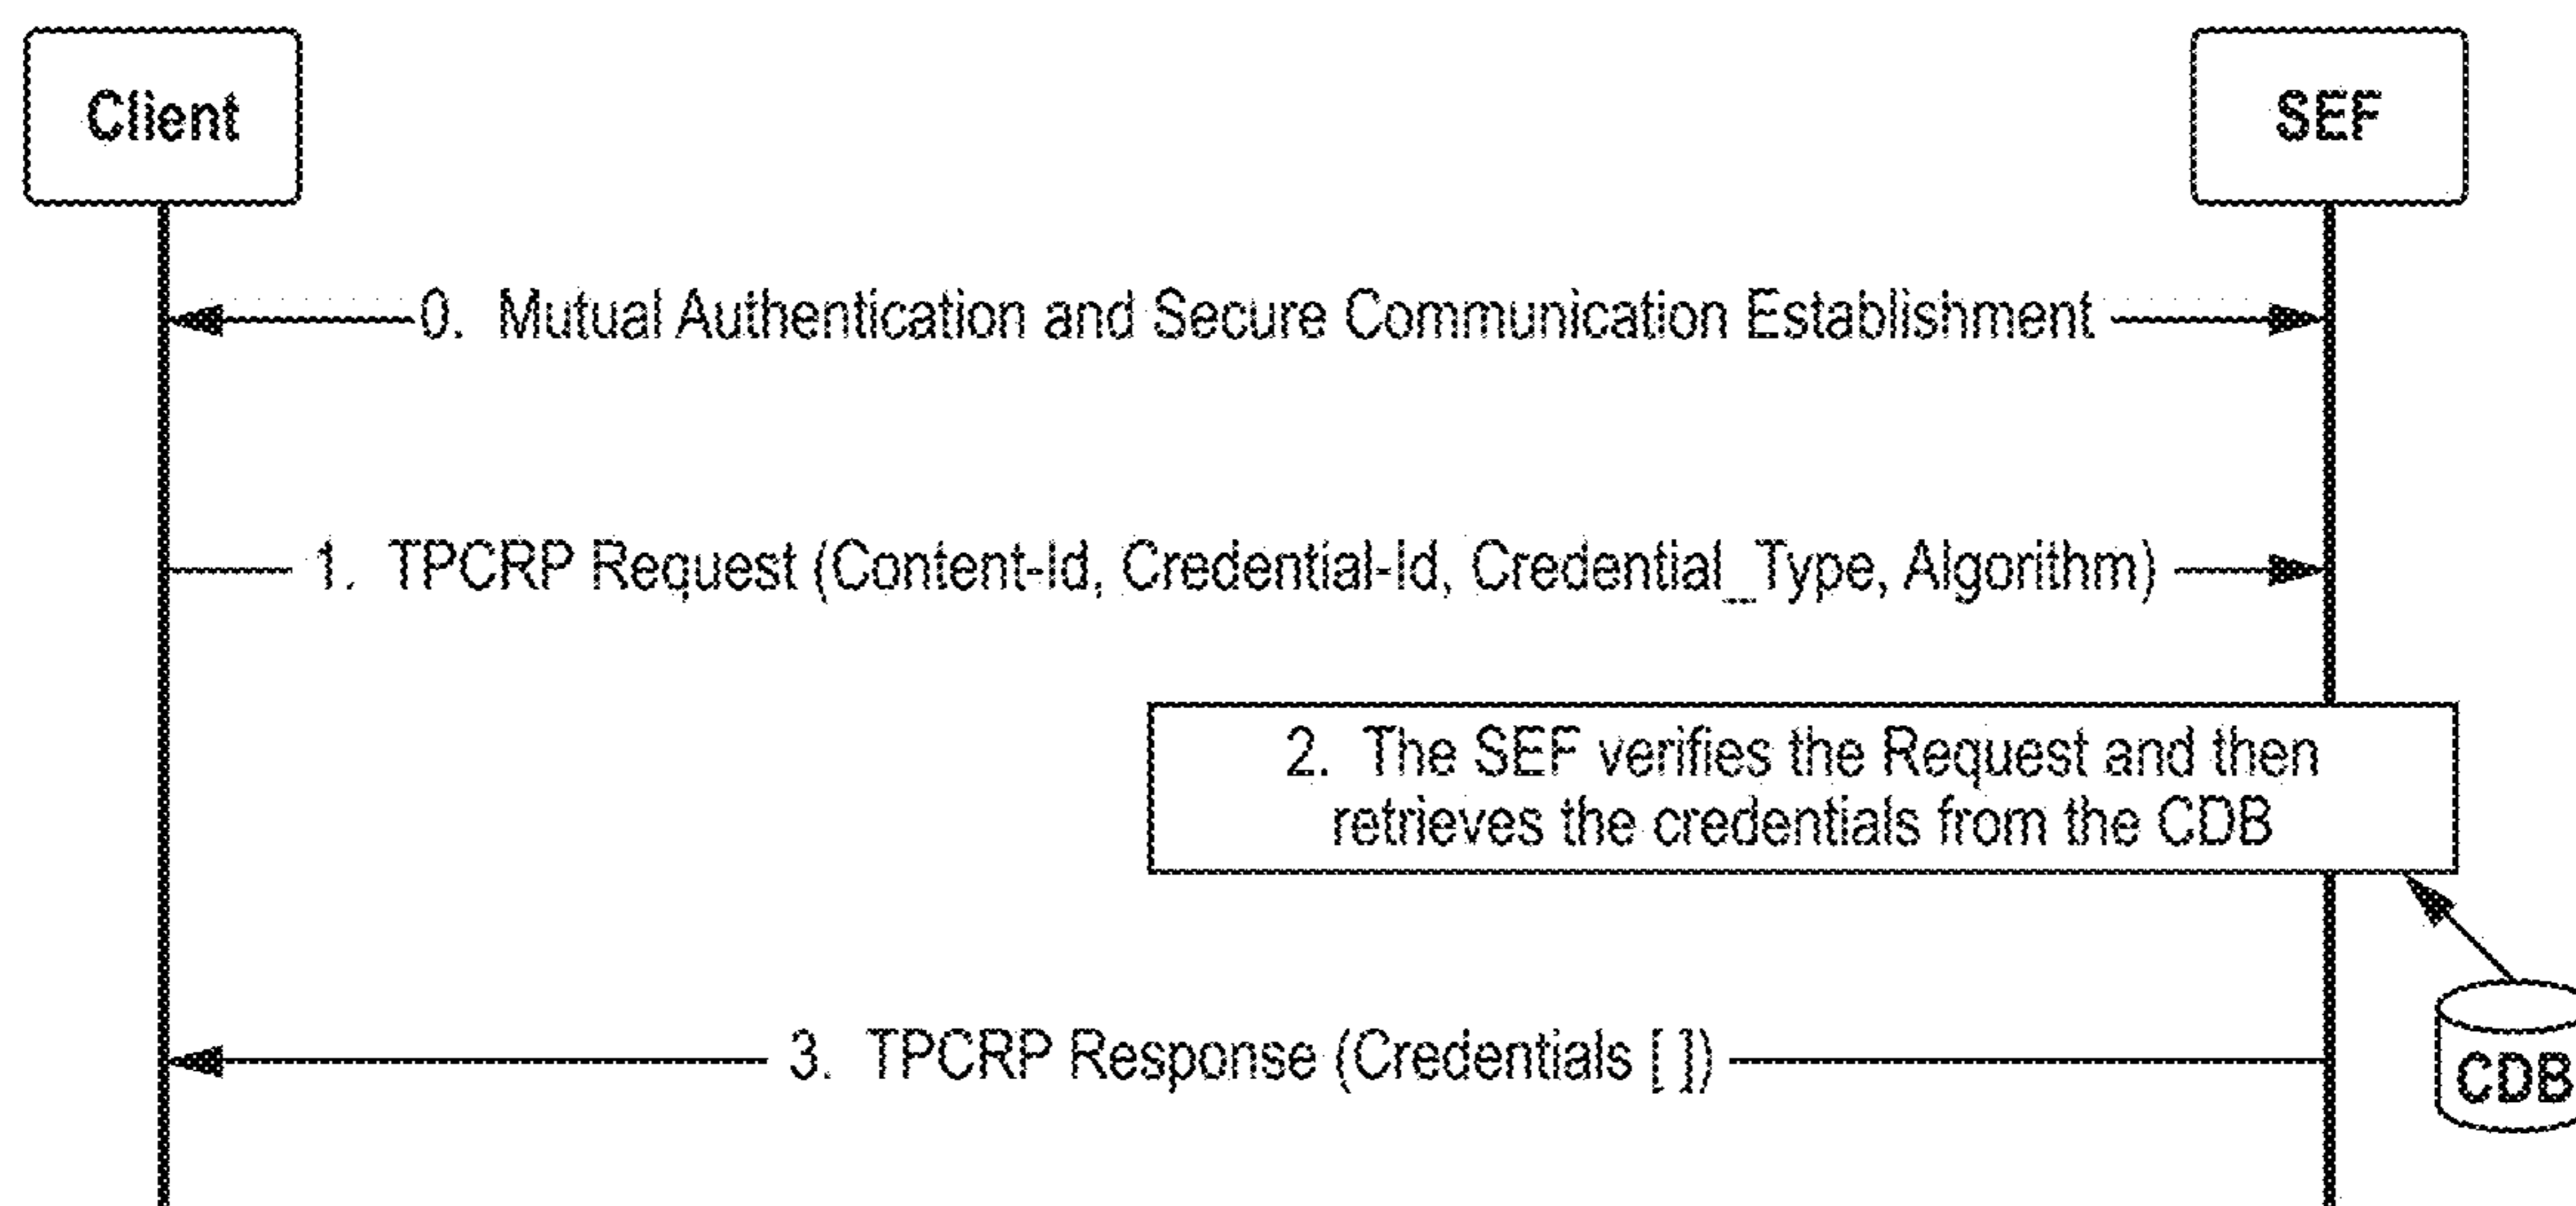 Client
SEF
0. Mutual Authentication and Secure Communication Establishment
1. TPCRP Request (Content-Id, Credential-Id, Credential_Type, Algorithm)
2. The SEF verifies the Request and then
retrieves the credentials from the CDB
3. TPCRP Response (Credentials [ ])
CDB